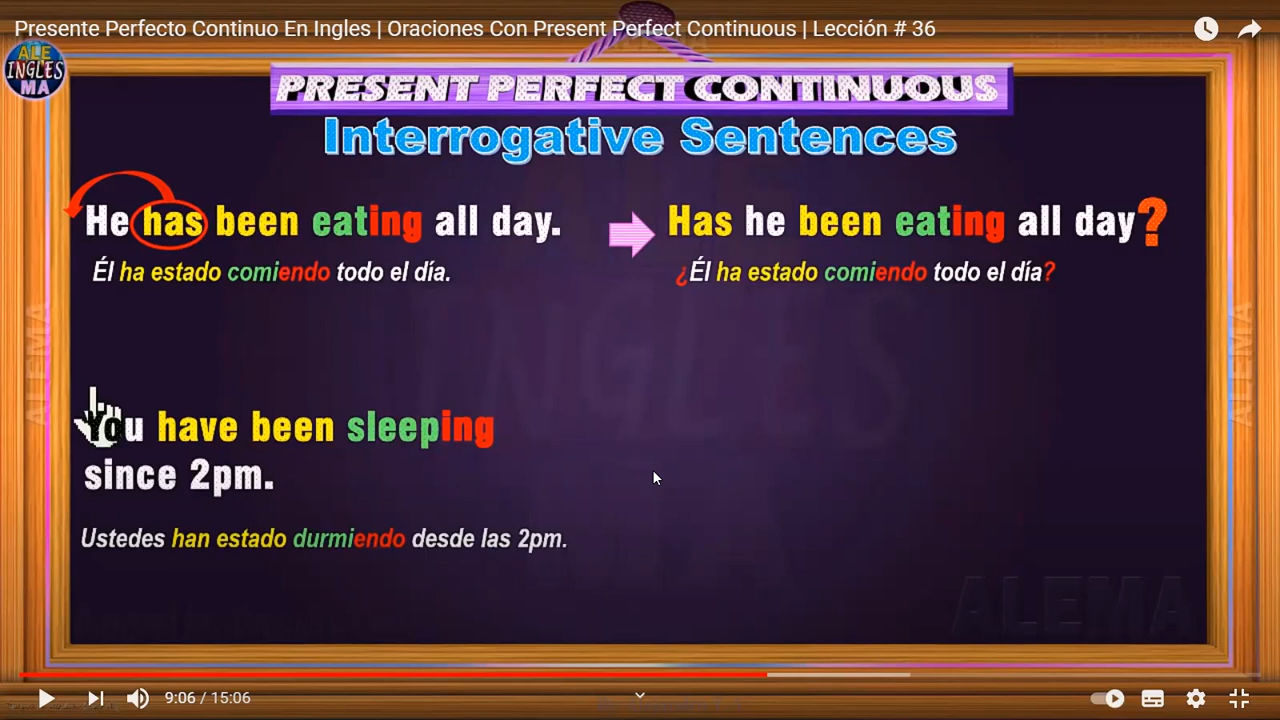 Presente Perfecto Continuo En Ingles | Oraciones Con Present Perfect Continuous | Lección # 36
ALE
INGLES
MA
PRESENT PERFECT CONTINUOUS
Interrogative Sentences
He has been eating all day.
Has he been eating all day?
Él ha estado comiendo todo el día.
¿Él ha estado comiendo todo el día?
ALEMA
ALEMA
INGLES
You have been sleeping
since 2pm.
Ustedes han estado durmiendo desde las 2pm.
ALEMA
9:06 / 15:06